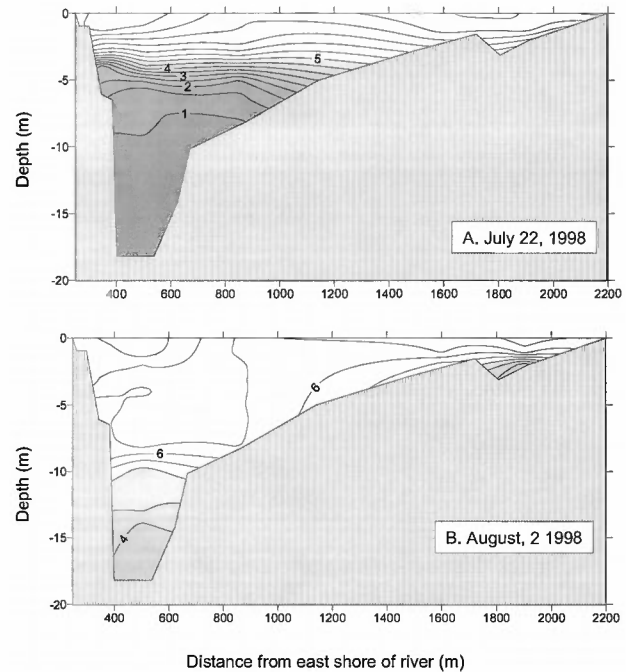 0
5
4
-5
3
2
1
-10
-15
A. July 22, 1998
-20
Depth (m)
400 600 800 1000 1200 1400 1600 1800 2000 2200
0
6
-5
6
-10
-15
4
B. August, 2 1998
-20
Depth (m)
200 400 600 800 1000 1200 1400 1600 1800 2000 2200
Distance from east shore of river (m)